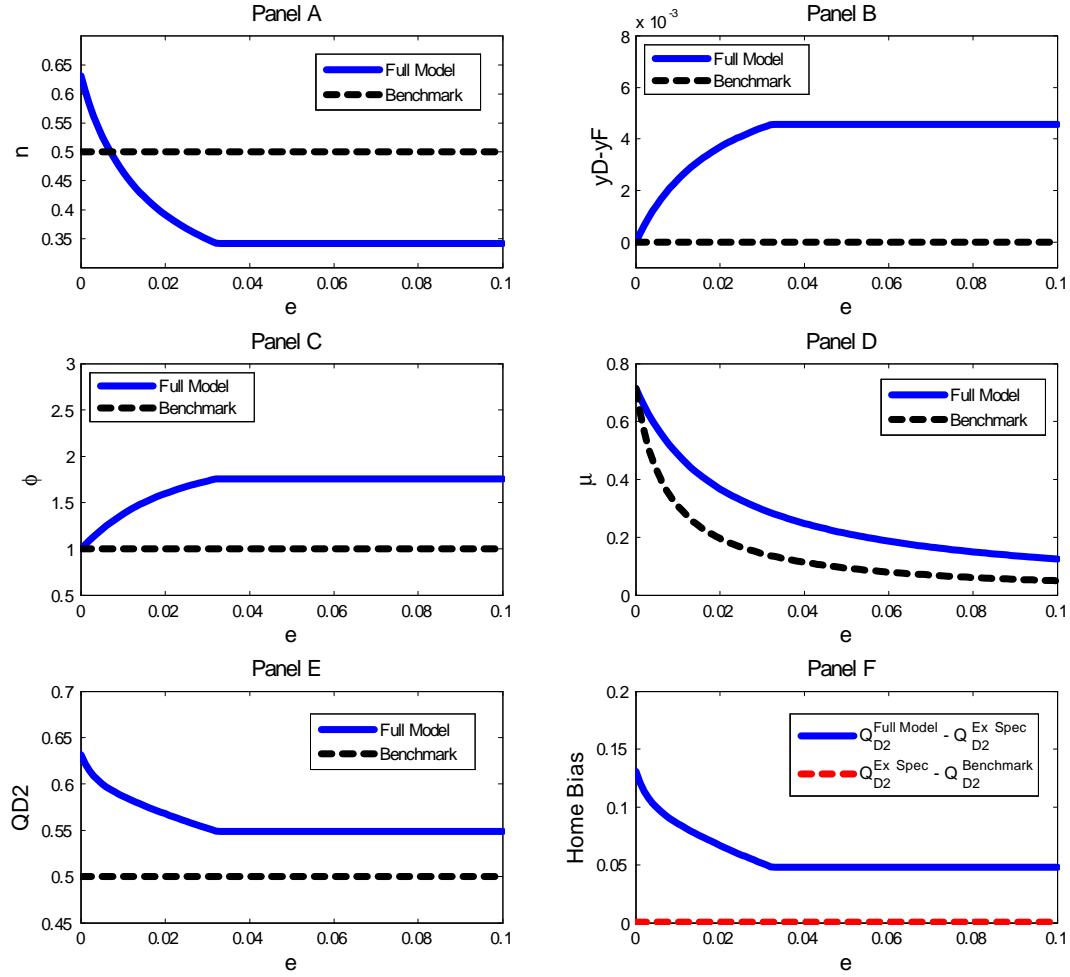 Panel A
0.65
0.6
0.55
0.5
0.45
0.4
0.35
n
Full Model
Benchmark
0 0.02 0.04 0.06 0.08 0.1
e
Panel B
x 10⁻³
8
6
4
2
0
yD-yF
Full Model
Benchmark
0 0.02 0.04 0.06 0.08 0.1
e
Panel C
3
2.5
2
1.5
1
0.5
ϕ
Full Model
Benchmark
0 0.02 0.04 0.06 0.08 0.1
e
Panel D
0.8
0.6
0.4
0.2
0
μ
Full Model
Benchmark
0 0.02 0.04 0.06 0.08 0.1
e
Panel E
0.7
0.65
0.6
0.55
0.5
0.45
QD2
Full Model
Benchmark
0 0.02 0.04 0.06 0.08 0.1
e
Panel F
0.2
0.15
0.1
0.05
0
Home Bias
Q_D2^Full Model - Q_D2^Ex Spec
Q_D2^Ex Spec - Q_D2^Benchmark
0 0.02 0.04 0.06 0.08 0.1
e